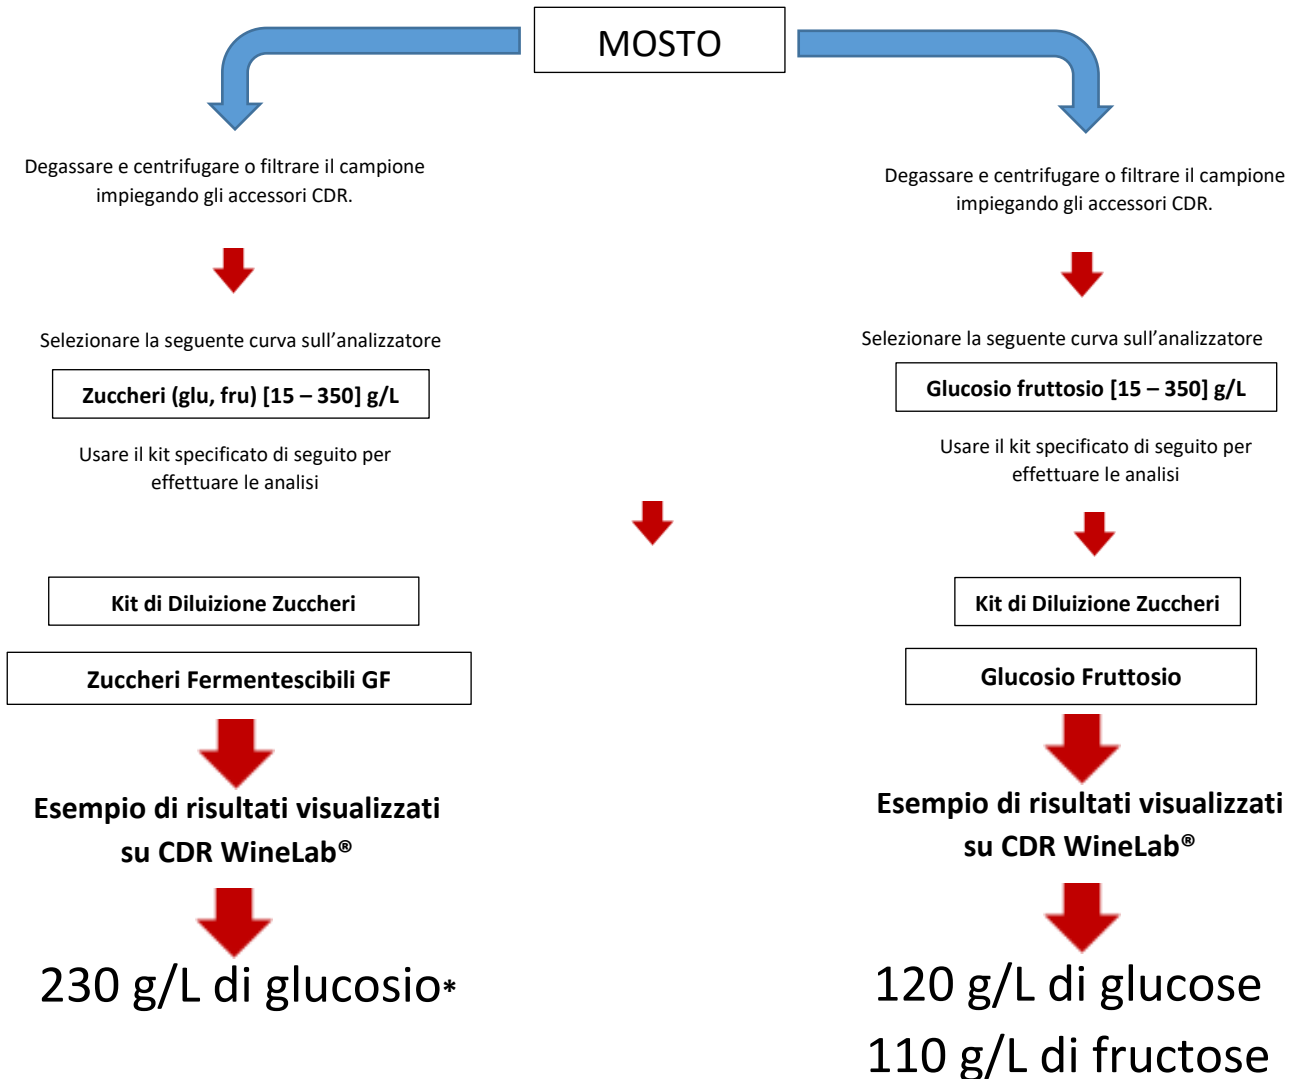 MOSTO
Degassare e centrifugare o filtrare il campione
impiegando gli accessori CDR.
Selezionare la seguente curva sull’analizzatore
Zuccheri (glu, fru) [15 – 350] g/L
Usare il kit specificato di seguito per
effettuare le analisi
Kit di Diluizione Zuccheri
Zuccheri Fermentescibili GF
Esempio di risultati visualizzati
su CDR WineLab®
230 g/L di glucosio*
Degassare e centrifugare o filtrare il campione
impiegando gli accessori CDR.
Selezionare la seguente curva sull’analizzatore
Glucosio fruttosio [15 – 350] g/L
Usare il kit specificato di seguito per
effettuare le analisi
Kit di Diluizione Zuccheri
Glucosio Fruttosio
Esempio di risultati visualizzati
su CDR WineLab®
120 g/L di glucose
110 g/L di fructose